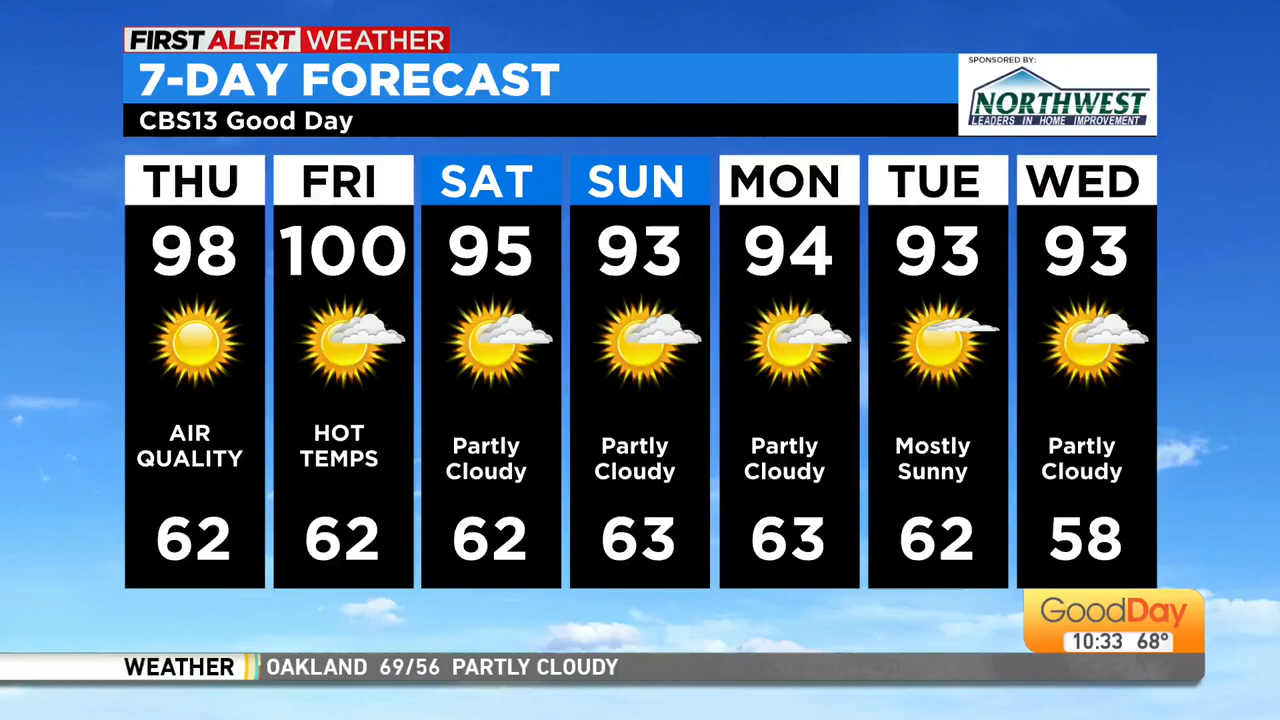 FIRST ALERT WEATHER
7-DAY FORECAST
CBS13 Good Day
SPONSORED BY:
NORTHWEST
LEADERS IN HOME IMPROVEMENT
THU
98
AIR
QUALITY
62
FRI
100
HOT
TEMPS
62
SAT
95
Partly
Cloudy
62
SUN
93
Partly
Cloudy
63
MON
94
Partly
Cloudy
63
TUE
93
Mostly
Sunny
62
WED
93
Partly
Cloudy
58
GoodDay
10:33 68°
WEATHER OAKLAND 69/56 PARTLY CLOUDY